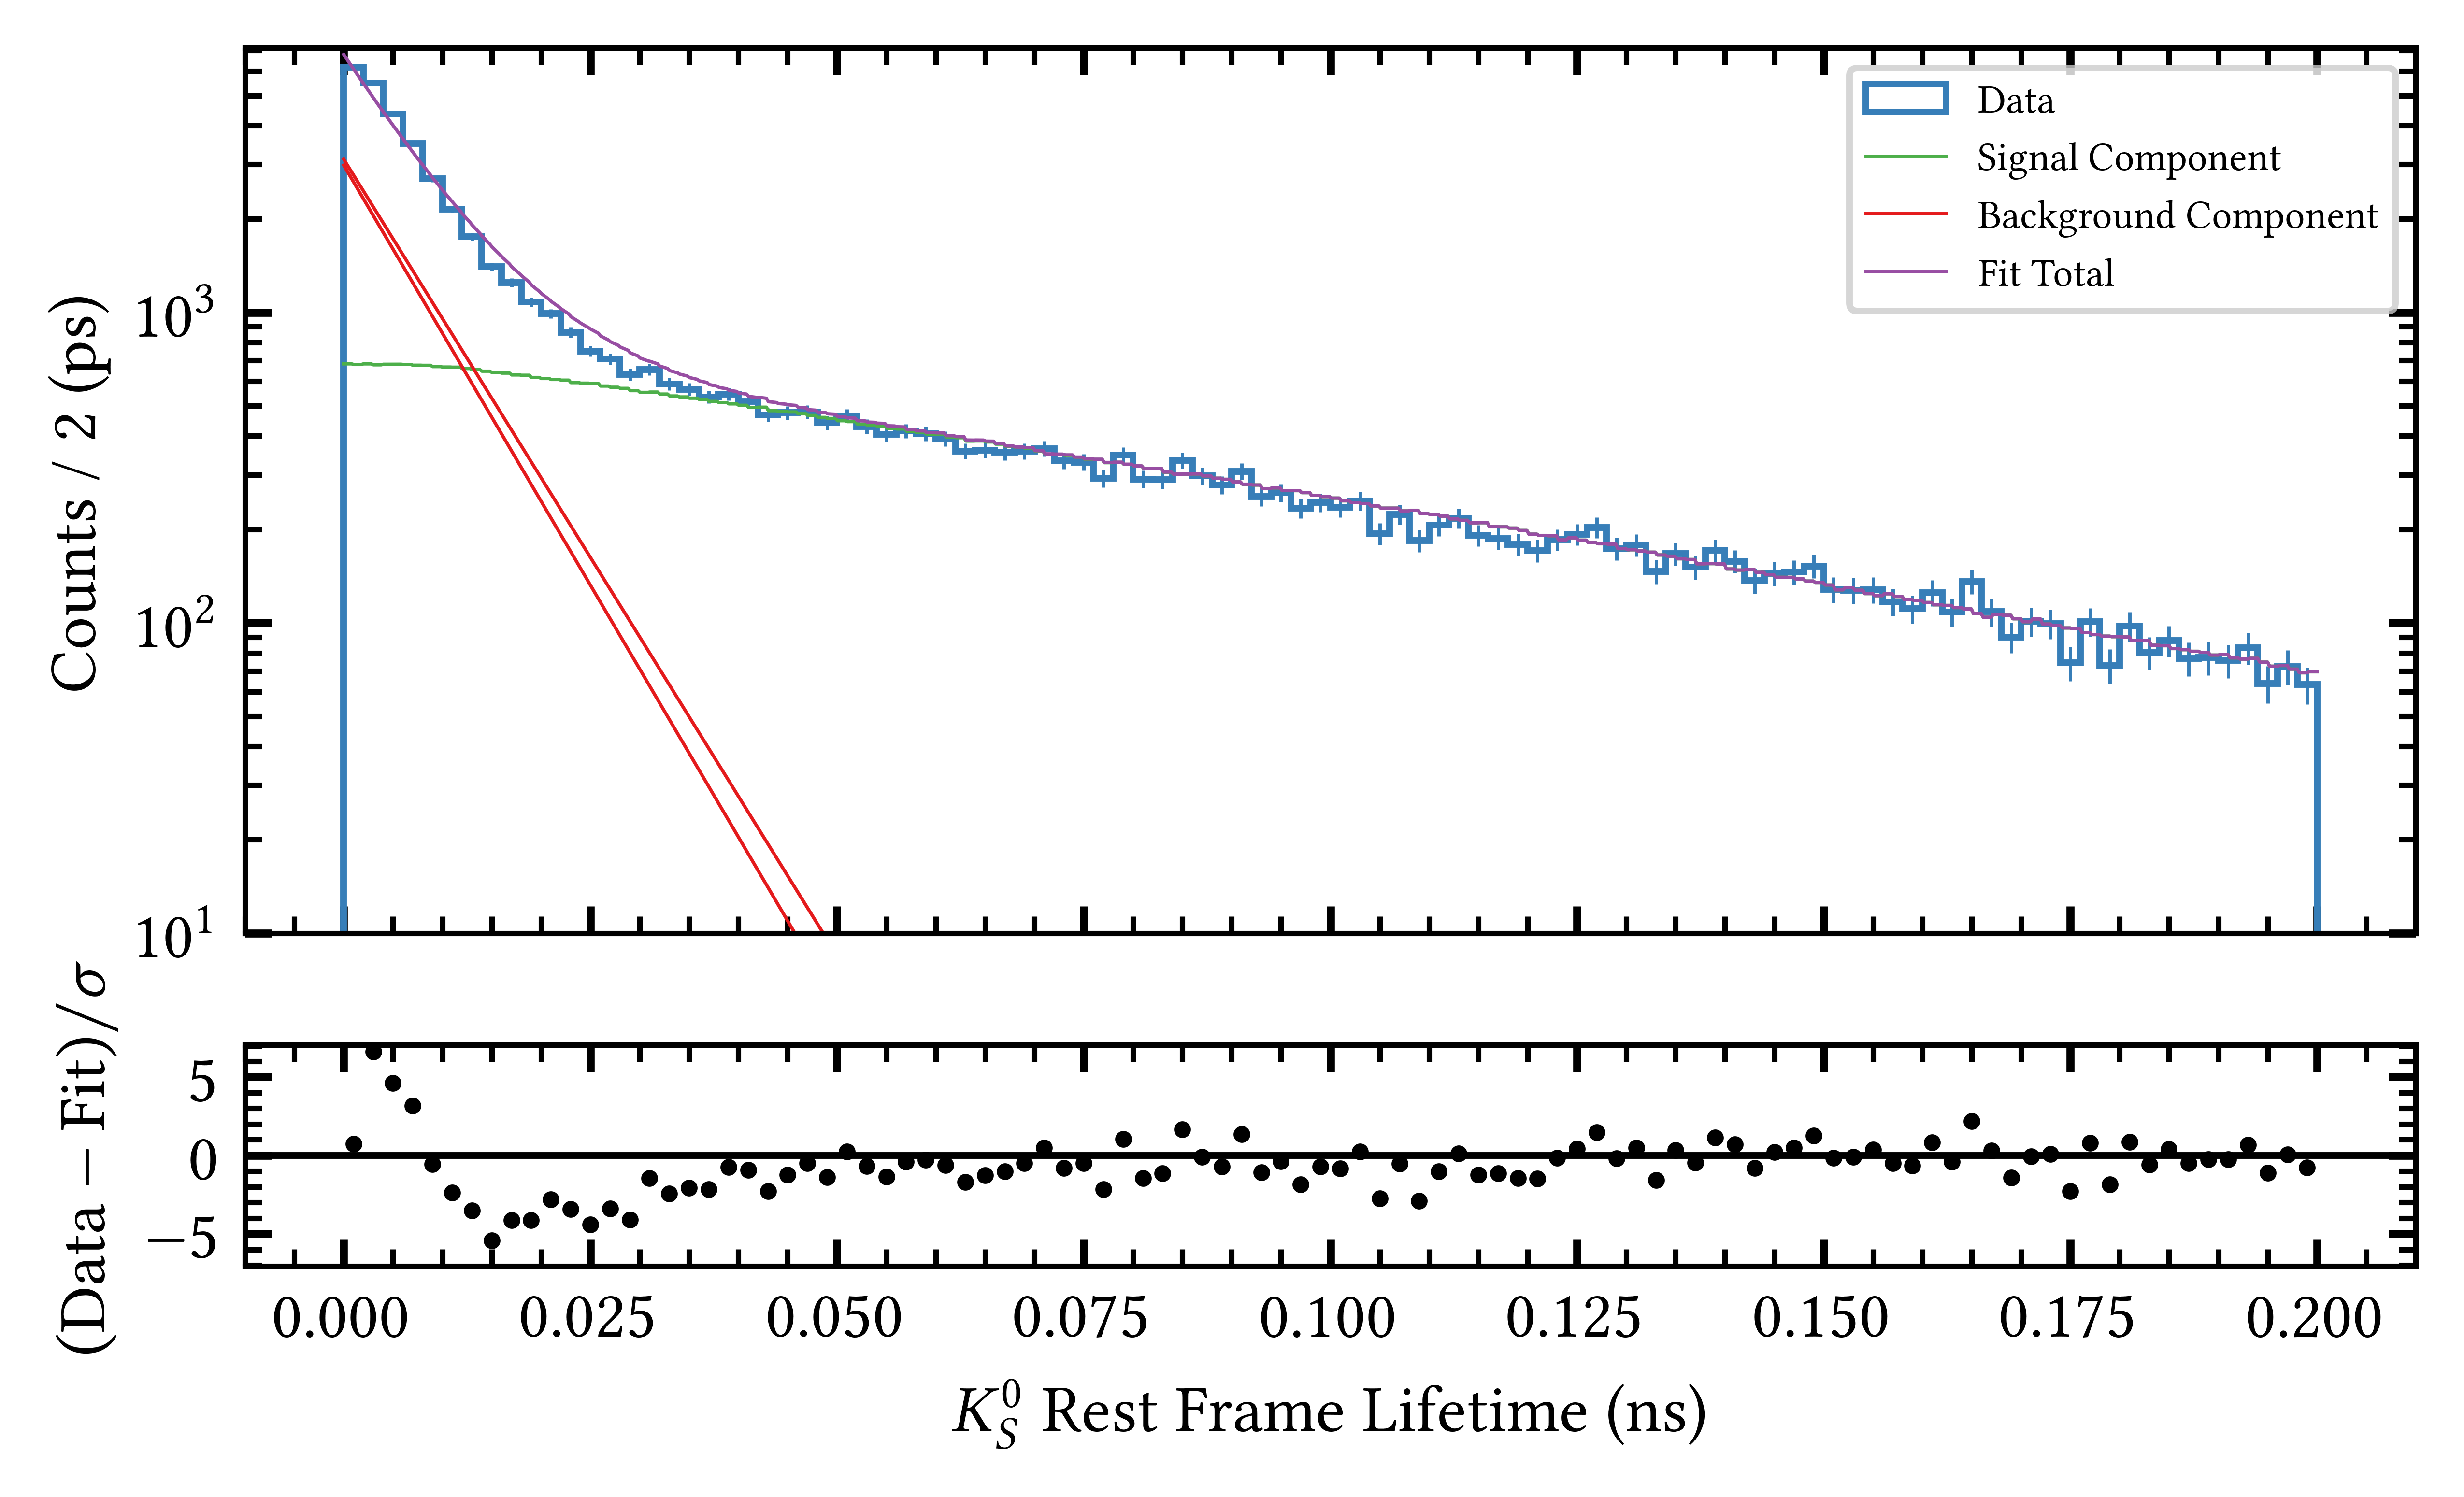 Counts / 2 (ps)
10³
10²
10¹
Data
Signal Component
Background Component
Fit Total
(Data − Fit)/σ
5
0
−5
0.000 0.025 0.050 0.075 0.100 0.125 0.150 0.175 0.200
K⁰_S Rest Frame Lifetime (ns)